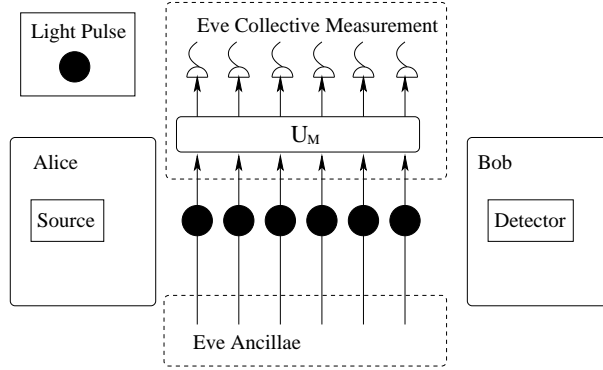 Light Pulse
Eve Collective Measurement
U_M
Alice
Bob
Source
Detector
Eve Ancillae